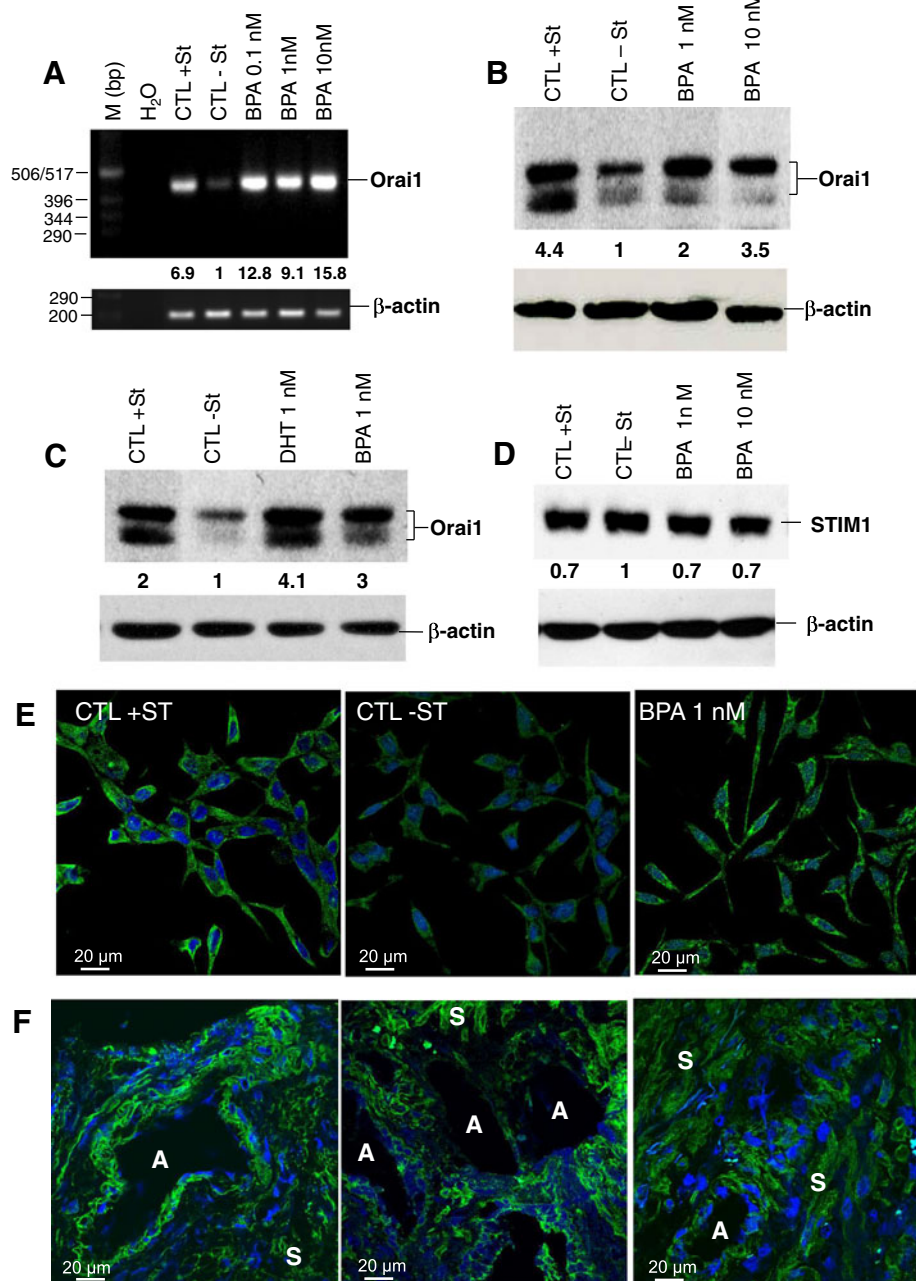 A
M (bp)
H₂O
CTL +St
CTL - St
BPA 0.1 nM
BPA 1nM
BPA 10nM
506/517
396
344
290
Orai1
6.9 1 12.8 9.1 15.8
290
200
β-actin
B
CTL +St
CTL – St
BPA 1 nM
BPA 10 nM
Orai1
4.4 1 2 3.5
β-actin
C
CTL +St
CTL -St
DHT 1 nM
BPA 1 nM
Orai1
2 1 4.1 3
β-actin
D
CTL +St
CTL- St
BPA 1n M
BPA 10 nM
STIM1
0.7 1 0.7 0.7
β-actin
E
CTL +ST
CTL -ST
BPA 1 nM
20 µm
20 µm
20 µm
F
A
S
20 µm
S
A
A
A
20 µm
S
S
A
20 µm